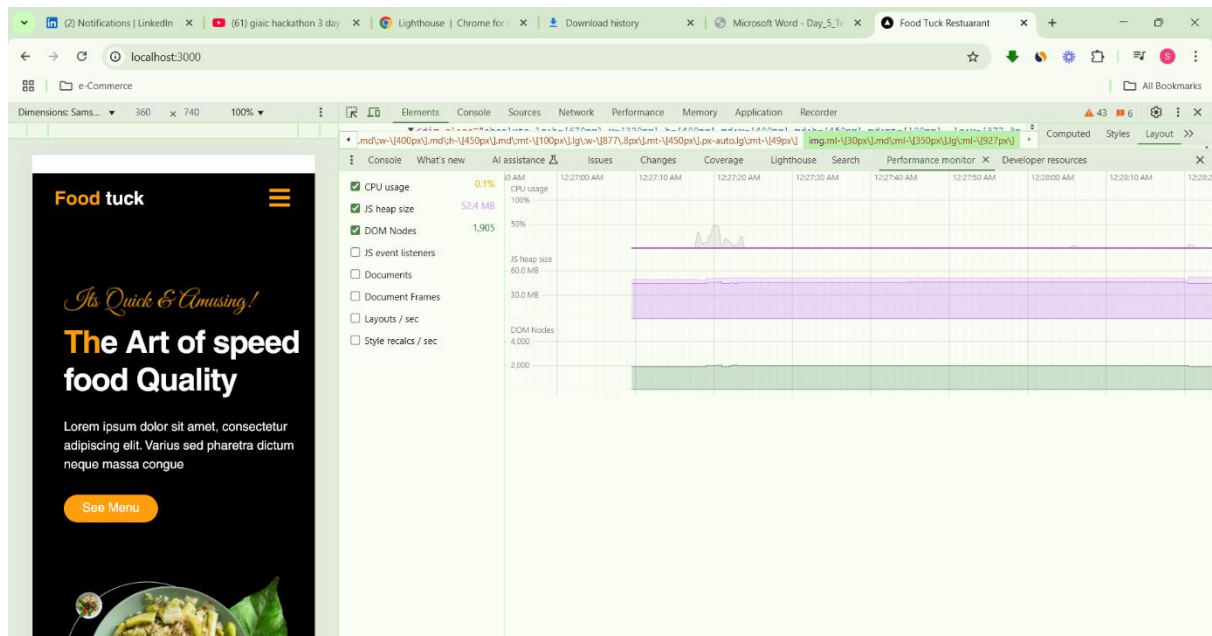 (2) Notifications | LinkedIn
(61) giaic hackathon 3 day
Lighthouse | Chrome for
Download history
Microsoft Word - Day_5_Te
Food Tuck Restuarant
localhost:3000
S
e-Commerce
All Bookmarks
Dimensions: Sams... 360 x 740 100%
Elements Console Sources Network Performance Memory Application Recorder
43 6
.md\:w-\[400px\].md\:h-\[450px\].md\:mt-\[100px\].lg\:w-\[877\.8px\].mt-\[450px\].px-auto.lg\:mt-\[49px\] img.ml-\[30px\].md\:ml-\[350px\].lg\:ml-\[927px\]
Computed Styles Layout
Console What's new AI assistance Issues Changes Coverage Lighthouse Search Performance monitor Developer resources
CPU usage 0.1%
JS heap size 52.4 MB
DOM Nodes 1,905
JS event listeners
Documents
Document Frames
Layouts / sec
Style recalcs / sec
12:27:00 AM 12:27:10 AM 12:27:20 AM 12:27:30 AM 12:27:40 AM 12:27:50 AM 12:28:00 AM 12:28:10 AM
CPU usage
100%
50%
JS heap size
60.0 MB
30.0 MB
DOM Nodes
4,000
2,000
Food tuck
Its Quick & Amusing!
The Art of speed
food Quality
Lorem ipsum dolor sit amet, consectetur
adipiscing elit. Varius sed pharetra dictum
neque massa congue
See Menu